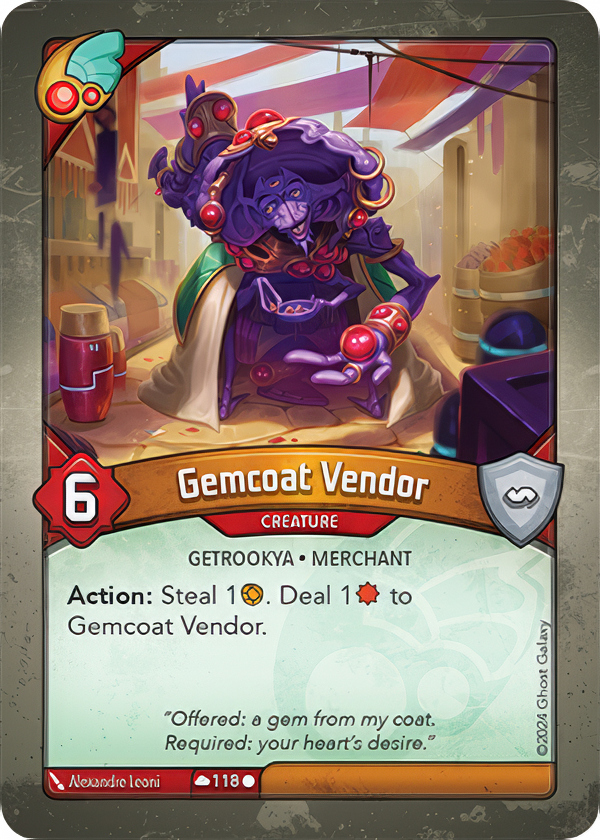 6
Gemcoat Vendor
CREATURE
GETROOKYA • MERCHANT
Action: Steal 1. Deal 1 to
Gemcoat Vendor.
"Offered: a gem from my coat.
Required: your heart's desire."
©2024 Ghost Galaxy
Alexandro Leoni
118